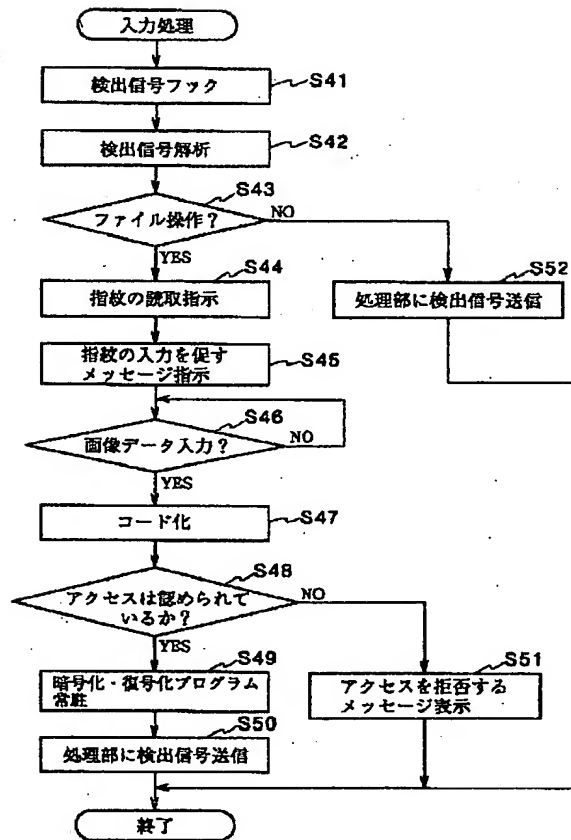 入力処理
検出信号フック
S41
検出信号解析
S42
S43
ファイル操作?
NO
YES
S44
指紋の読取指示
S52
処理部に検出信号送信
指紋の入力を促す
メッセージ指示
S45
S46
画像データ入力?
NO
YES
コード化
S47
S48
アクセスは認められて
いるか?
NO
YES
S49
暗号化・復号化プログラム
常駐
S51
アクセスを拒否する
メッセージ表示
S50
処理部に検出信号送信
終了